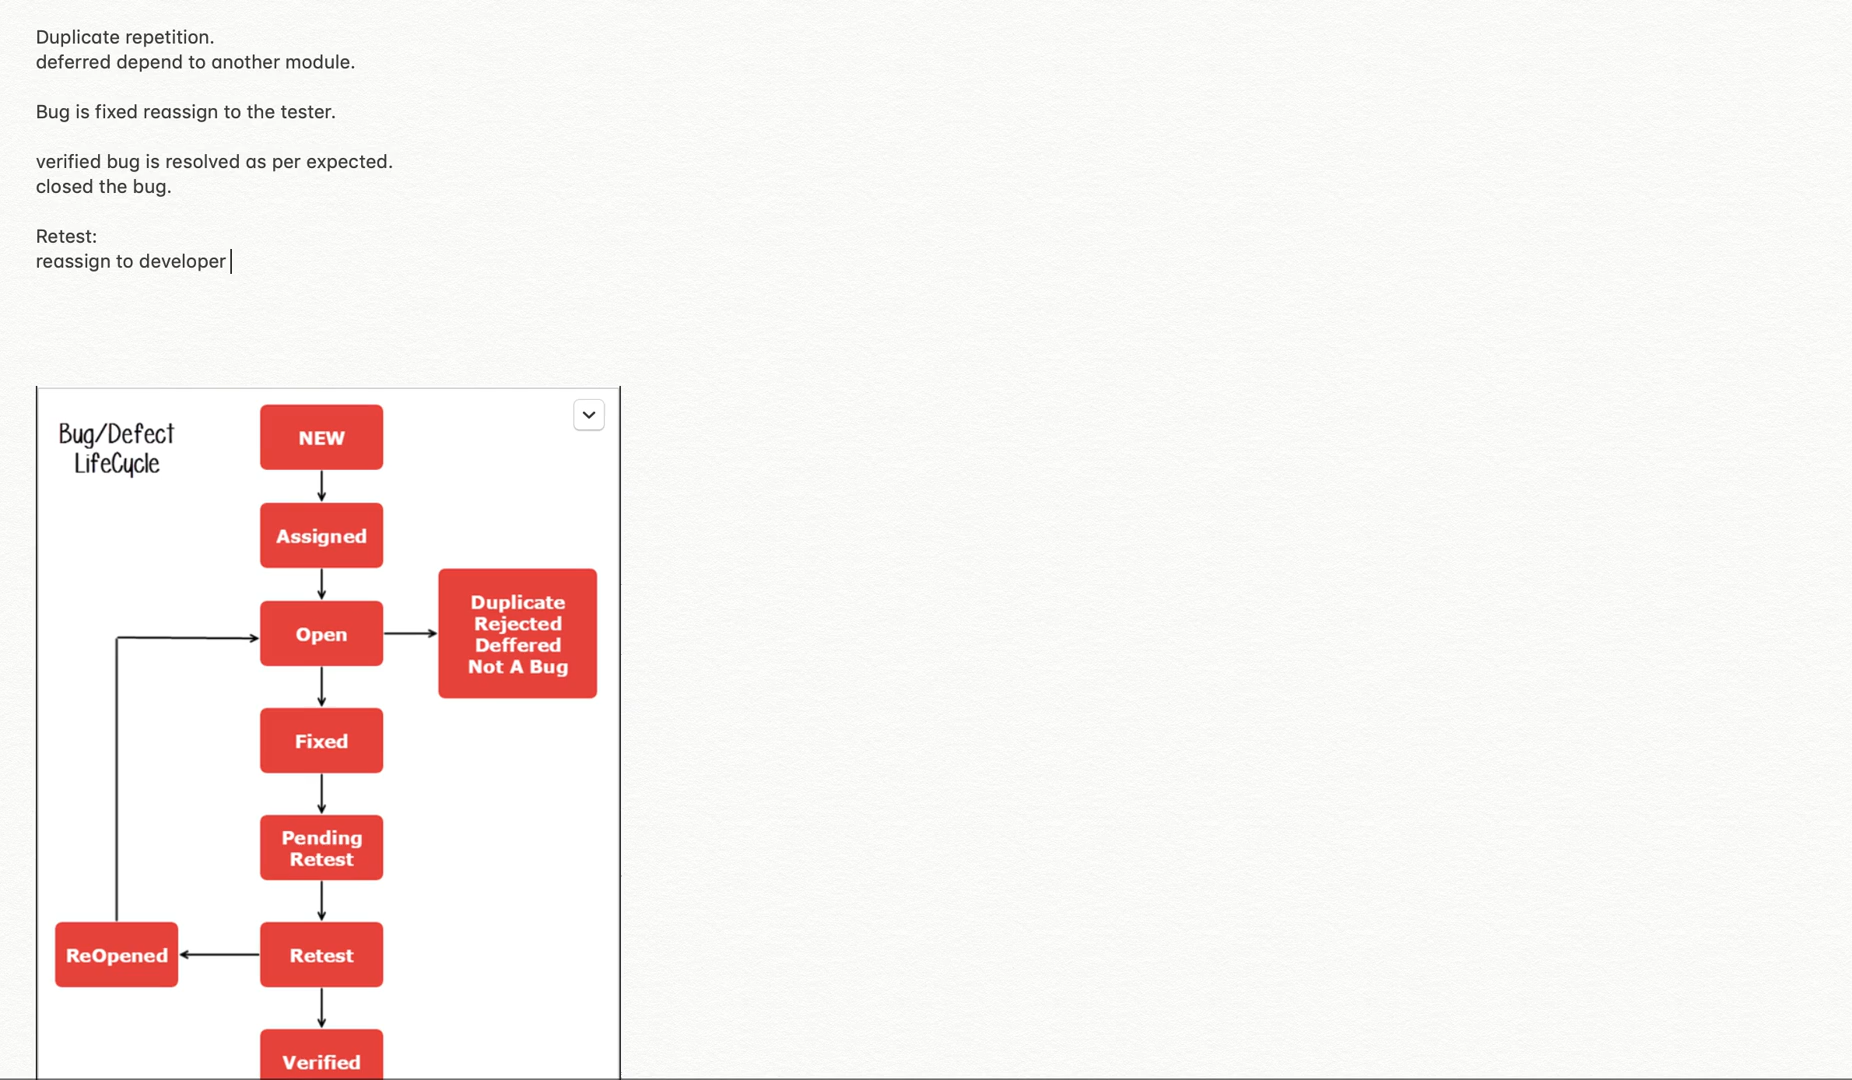 Duplicate repetition.
deferred depend to another module.
Bug is fixed reassign to the tester.
verified bug is resolved as per expected.
closed the bug.
Retest:
reassign to developer
Bug/Defect
LifeCycle
NEW
Assigned
Open
Duplicate
Rejected
Deffered
Not A Bug
Fixed
Pending
Retest
ReOpened
Retest
Verified